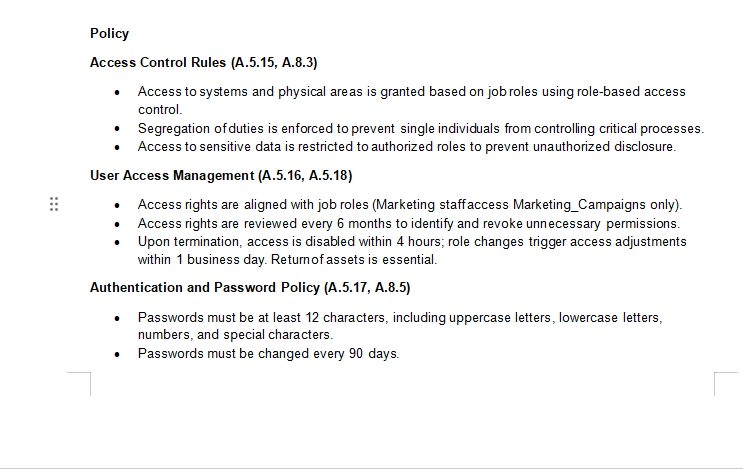 Policy
Access Control Rules (A.5.15, A.8.3)
• Access to systems and physical areas is granted based on job roles using role-based access
control.
• Segregation of duties is enforced to prevent single individuals from controlling critical processes.
• Access to sensitive data is restricted to authorized roles to prevent unauthorized disclosure.
User Access Management (A.5.16, A.5.18)
• Access rights are aligned with job roles (Marketing staff access Marketing_Campaigns only).
• Access rights are reviewed every 6 months to identify and revoke unnecessary permissions.
• Upon termination, access is disabled within 4 hours; role changes trigger access adjustments
within 1 business day. Return of assets is essential.
Authentication and Password Policy (A.5.17, A.8.5)
• Passwords must be at least 12 characters, including uppercase letters, lowercase letters,
numbers, and special characters.
• Passwords must be changed every 90 days.